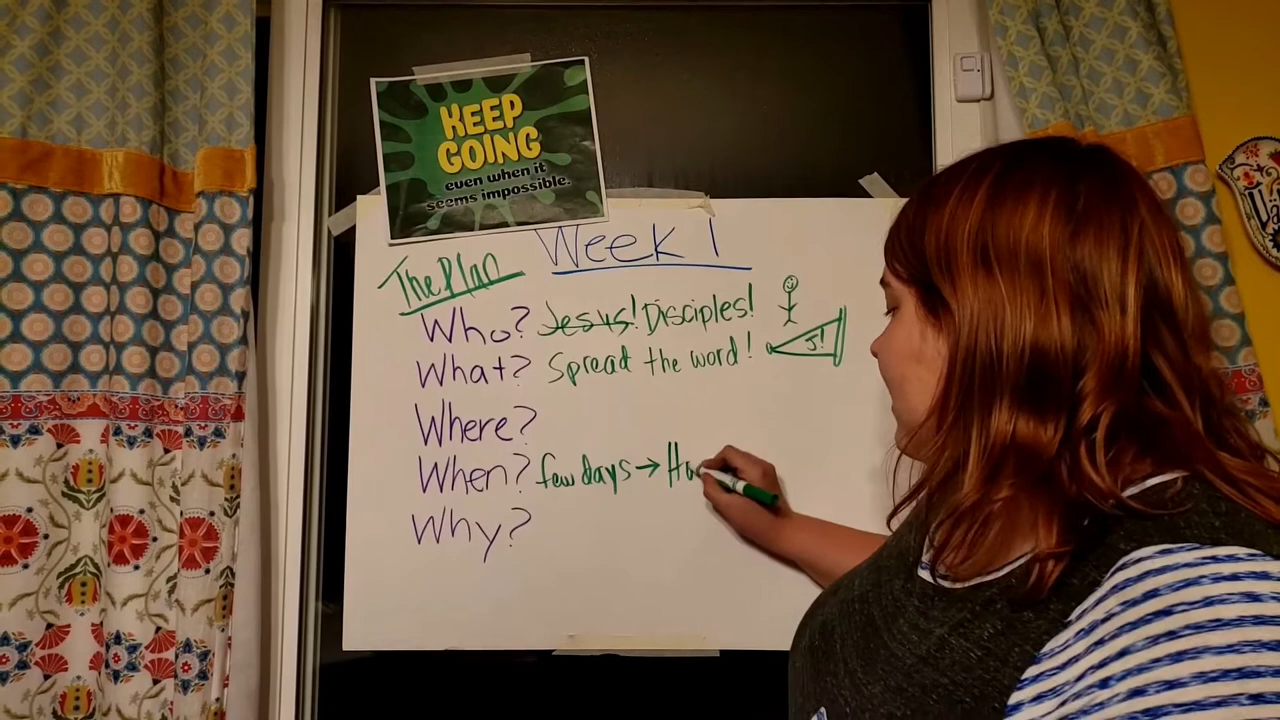 KEEP
GOING
even when it
seems impossible.
Week 1
The Plan
Who? Jesus! Disciples!
What? Spread the word! J!
Where?
When? few days →
Why?